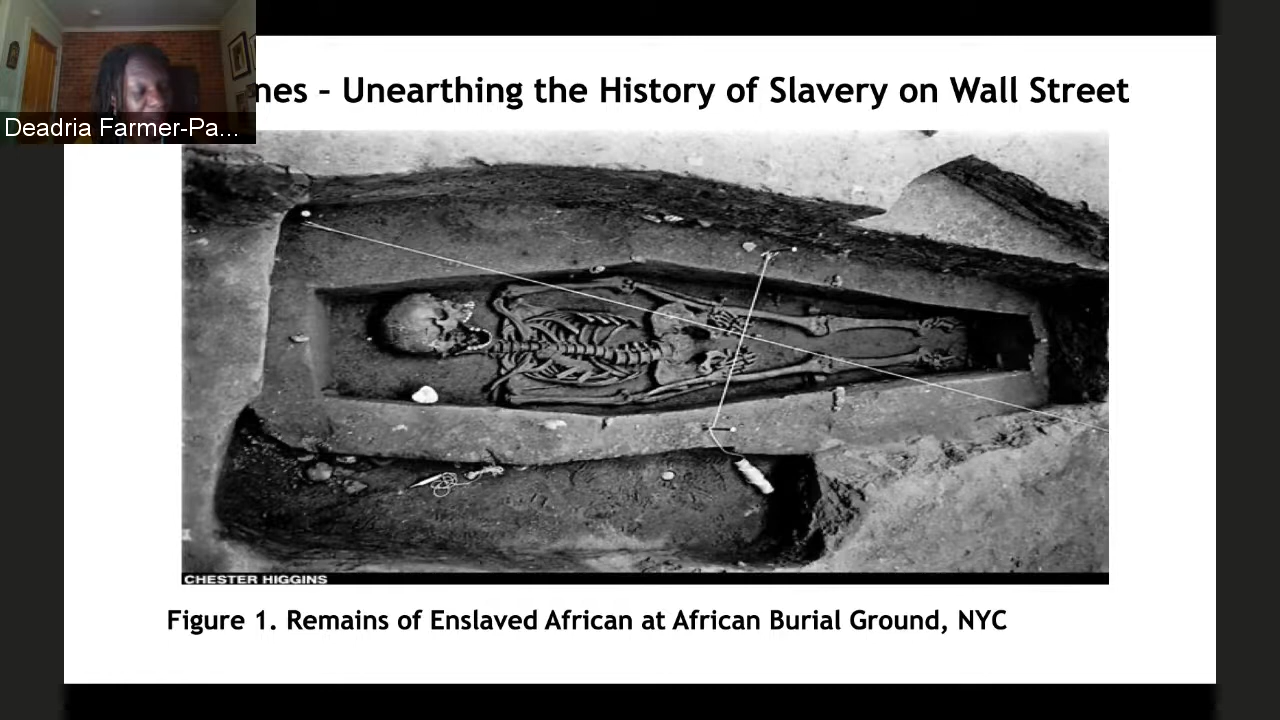 nes – Unearthing the History of Slavery on Wall Street
Deadria Farmer-Pa...
CHESTER HIGGINS
Figure 1. Remains of Enslaved African at African Burial Ground, NYC